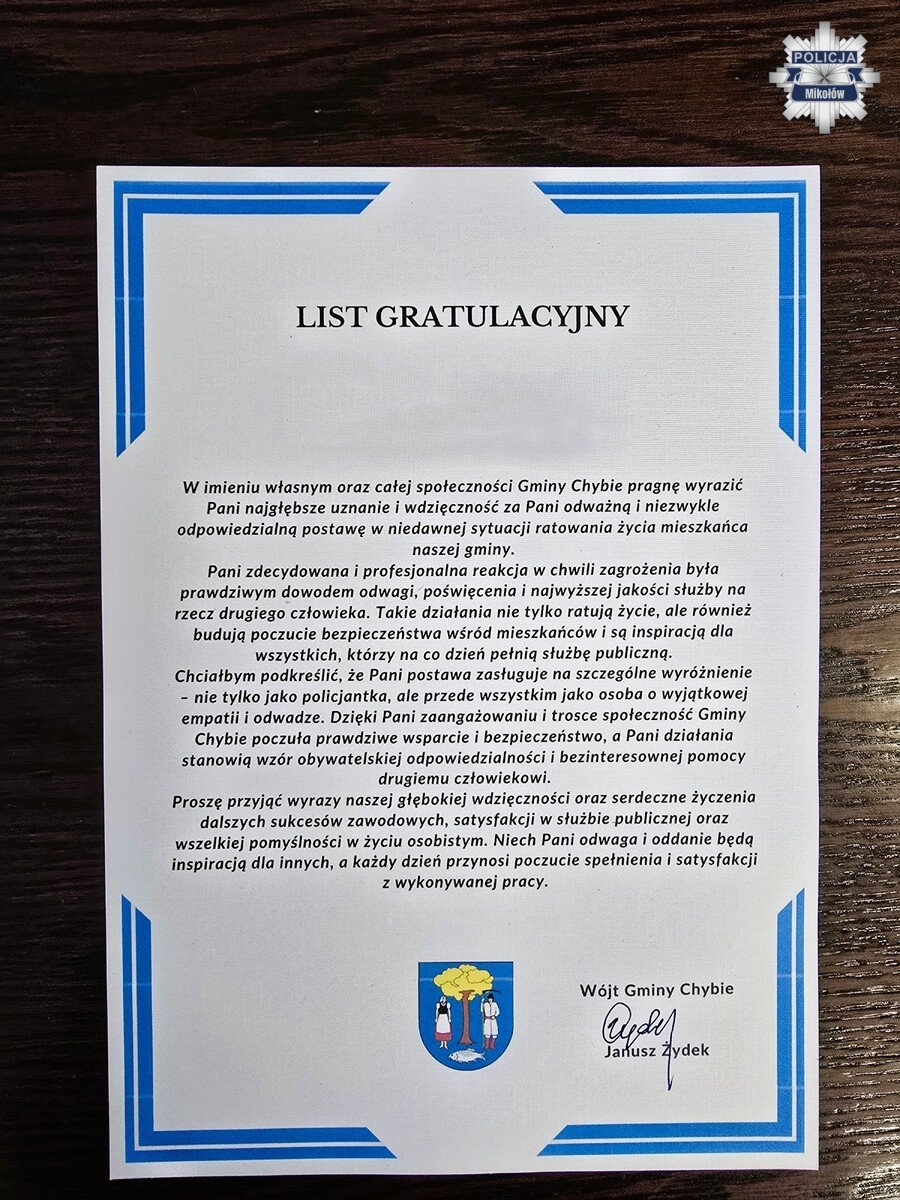 POLICJA
Mikołów
LIST GRATULACYJNY
W imieniu własnym oraz całej społeczności Gminy Chybie pragnę wyrazić
Pani najgłębsze uznanie i wdzięczność za Pani odważną i niezwykle
odpowiedzialną postawę w niedawnej sytuacji ratowania życia mieszkańca
naszej gminy.
Pani zdecydowana i profesjonalna reakcja w chwili zagrożenia była
prawdziwym dowodem odwagi, poświęcenia i najwyższej jakości służby na
rzecz drugiego człowieka. Takie działania nie tylko ratują życie, ale również
budują poczucie bezpieczeństwa wśród mieszkańców i są inspiracją dla
wszystkich, którzy na co dzień pełnią służbę publiczną.
Chciałbym podkreślić, że Pani postawa zasługuje na szczególne wyróżnienie
– nie tylko jako policjantka, ale przede wszystkim jako osoba o wyjątkowej
empatii i odwadze. Dzięki Pani zaangażowaniu i trosce społeczność Gminy
Chybie poczuła prawdziwe wsparcie i bezpieczeństwo, a Pani działania
stanowią wzór obywatelskiej odpowiedzialności i bezinteresownej pomocy
drugiemu człowiekowi.
Proszę przyjąć wyrazy naszej głębokiej wdzięczności oraz serdeczne życzenia
dalszych sukcesów zawodowych, satysfakcji w służbie publicznej oraz
wszelkiej pomyślności w życiu osobistym. Niech Pani odwaga i oddanie będą
inspiracją dla innych, a każdy dzień przynosi poczucie spełnienia i satysfakcji
z wykonywanej pracy.
Wójt Gminy Chybie
Janusz Żydek